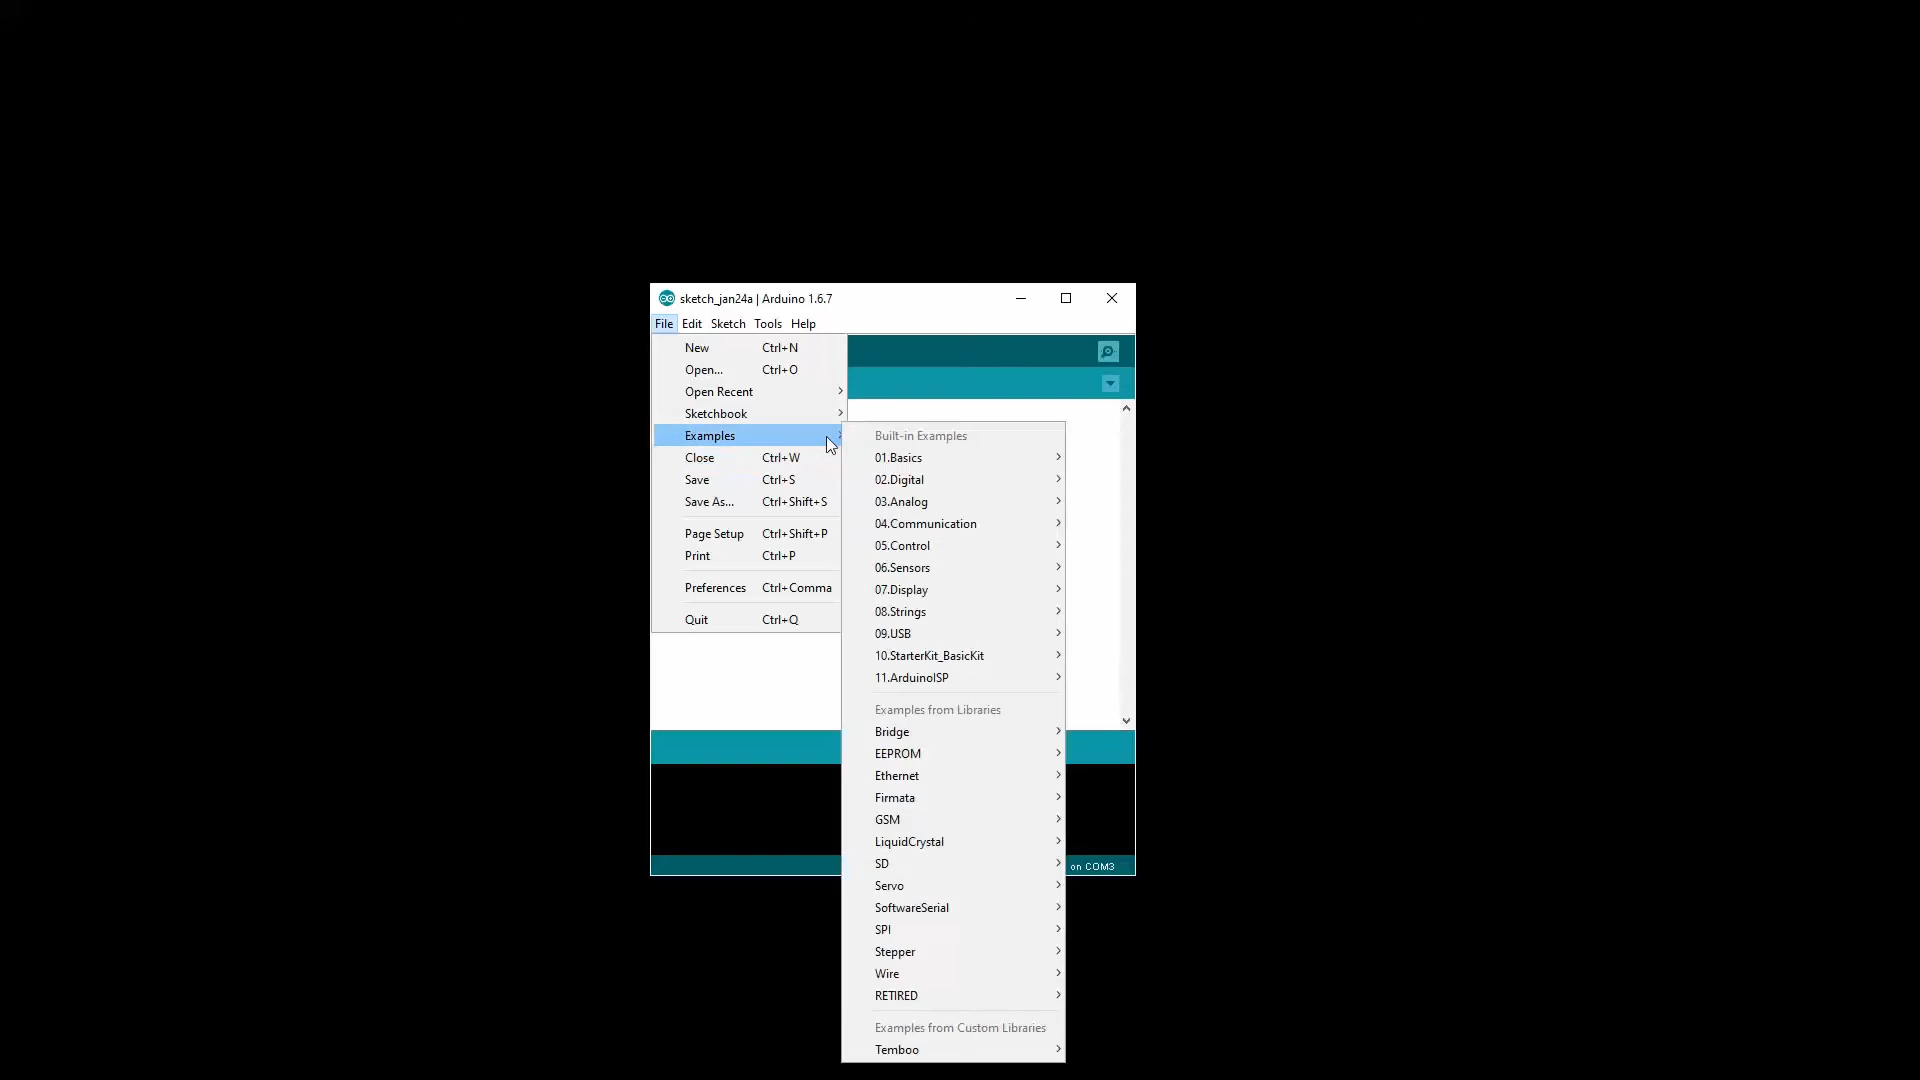 sketch_jan24a | Arduino 1.6.7
File Edit Sketch Tools Help
New Ctrl+N
Open... Ctrl+O
Open Recent
Sketchbook
Examples
Close Ctrl+W
Save Ctrl+S
Save As... Ctrl+Shift+S
Page Setup Ctrl+Shift+P
Print Ctrl+P
Preferences Ctrl+Comma
Quit Ctrl+Q
Built-in Examples
01.Basics
02.Digital
03.Analog
04.Communication
05.Control
06.Sensors
07.Display
08.Strings
09.USB
10.StarterKit_BasicKit
11.ArduinoISP
Examples from Libraries
Bridge
EEPROM
Ethernet
Firmata
GSM
LiquidCrystal
SD
Servo
SoftwareSerial
SPI
Stepper
Wire
RETIRED
Examples from Custom Libraries
Temboo
on COM3